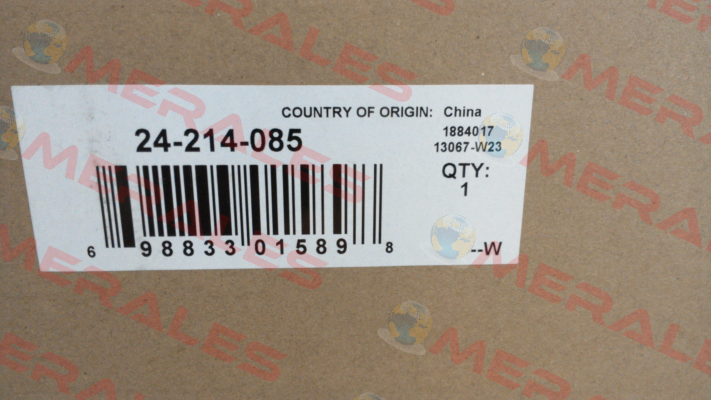 COUNTRY OF ORIGIN: China
24-214-085
1884017
13067-W23
QTY:
1
6 98833 01589 8
--W
MERALES
MERALES
MERALES
MERALES
MERALES
MERALES